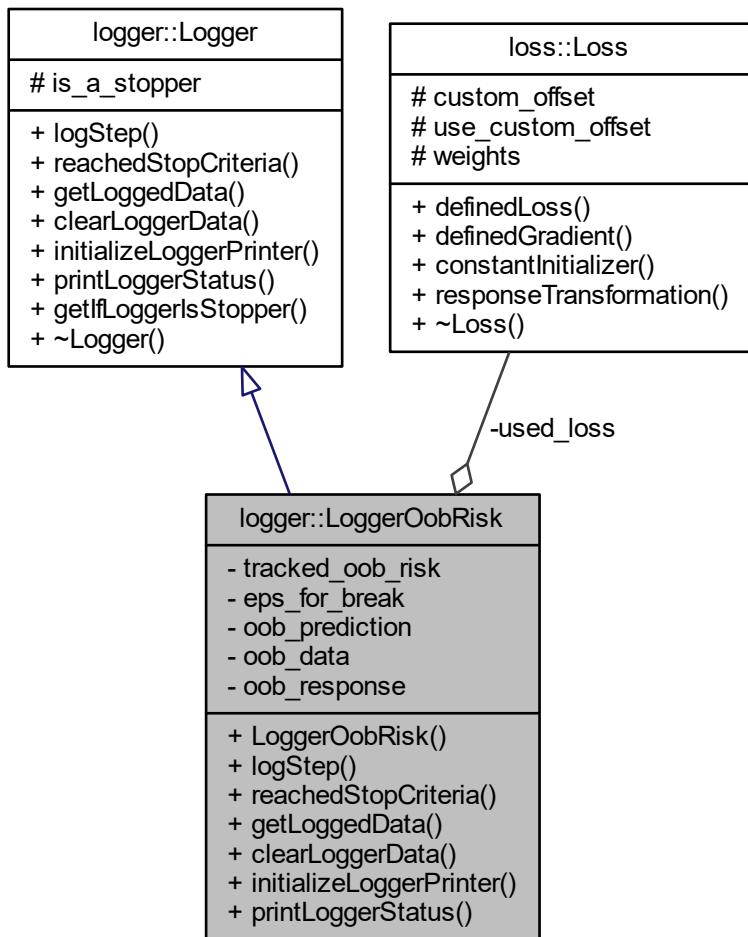 logger::Logger
# is_a_stopper
+ logStep()
+ reachedStopCriteria()
+ getLoggedData()
+ clearLoggerData()
+ initializeLoggerPrinter()
+ printLoggerStatus()
+ getIfLoggerIsStopper()
+ ~Logger()
loss::Loss
# custom_offset
# use_custom_offset
# weights
+ definedLoss()
+ definedGradient()
+ constantInitializer()
+ responseTransformation()
+ ~Loss()
-used_loss
logger::LoggerOobRisk
- tracked_oob_risk
- eps_for_break
- oob_prediction
- oob_data
- oob_response
+ LoggerOobRisk()
+ logStep()
+ reachedStopCriteria()
+ getLoggedData()
+ clearLoggerData()
+ initializeLoggerPrinter()
+ printLoggerStatus()